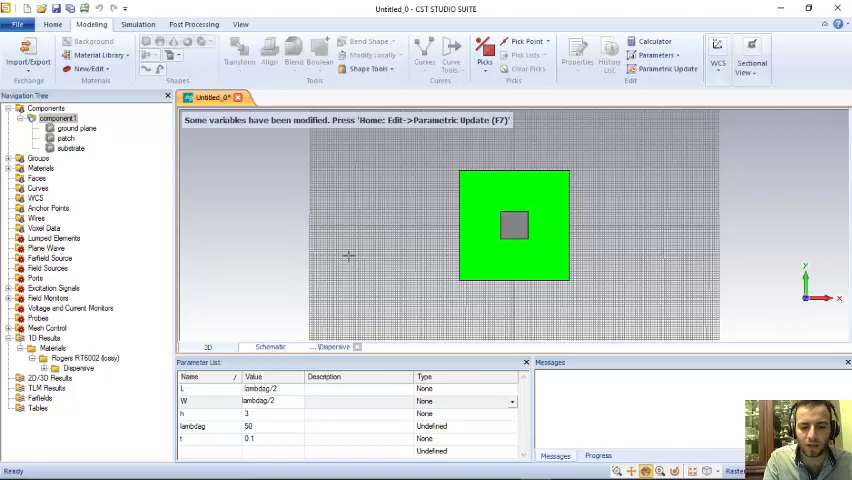 Untitled_0 - CST STUDIO SUITE
File Home Modeling Simulation Post Processing View
Import/Export
Exchange
Background
Material Library
New/Edit
Materials
Shapes
Transform Align Blend Boolean
Bend Shape
Modify Locally
Shape Tools
Tools
Curves Curve Tools
Curves
Picks
Pick Point
Pick Lists
Clear Picks
Picks
Properties History List
Calculator
Parameters
Parametric Update
Edit
WCS Sectional View
Navigation Tree
Components
component1
ground plane
patch
substrate
Groups
Materials
Faces
Curves
WCS
Anchor Points
Wires
Voxel Data
Lumped Elements
Plane Wave
Farfield Source
Field Sources
Ports
Excitation Signals
Field Monitors
Voltage and Current Monitors
Probes
Mesh Control
1D Results
Materials
Rogers RT6002 (lossy)
Dispersive
2D/3D Results
TLM Results
Farfields
Tables
Untitled_0*
Some variables have been modified. Press 'Home: Edit->Parametric Update (F7)'
y
x
3D Schematic ...\Dispersive
Parameter List
Name / Value Description Type
L lambdag/2 None
W lambdag/2 None
h 3 None
lambdag 50 Undefined
t 0.1 None
Undefined
Messages
Messages Progress
Ready
Raster